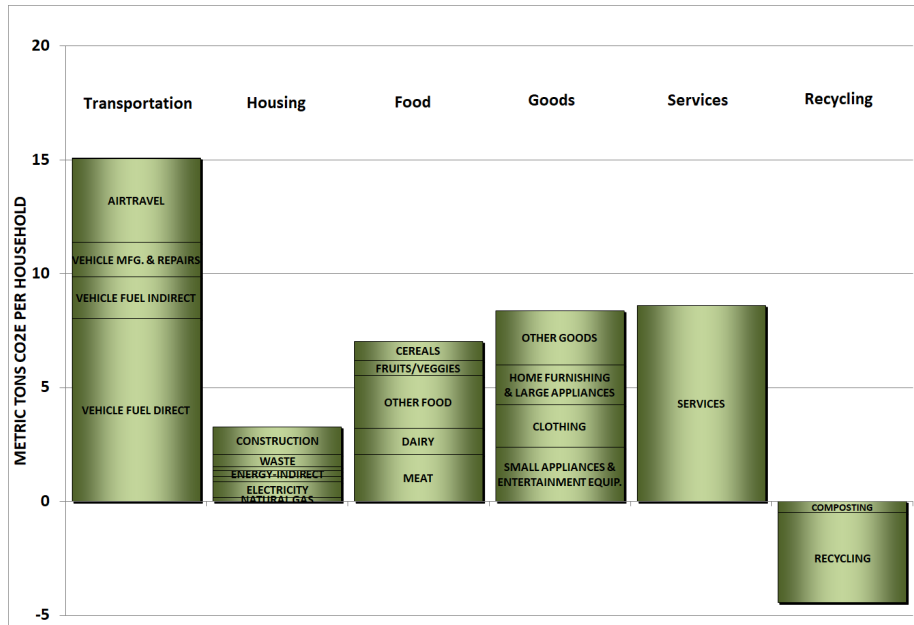 20
Transportation
Housing
Food
Goods
Services
Recycling
15
10
5
0
-5
METRIC TONS CO2E PER HOUSEHOLD
AIRTRAVEL
VEHICLE MFG. & REPAIRS
VEHICLE FUEL INDIRECT
VEHICLE FUEL DIRECT
CONSTRUCTION
WASTE
ENERGY-INDIRECT
ELECTRICITY
NATURAL GAS
CEREALS
FRUITS/VEGGIES
OTHER FOOD
DAIRY
MEAT
OTHER GOODS
HOME FURNISHING
& LARGE APPLIANCES
CLOTHING
SMALL APPLIANCES &
ENTERTAINMENT EQUIP.
SERVICES
COMPOSTING
RECYCLING